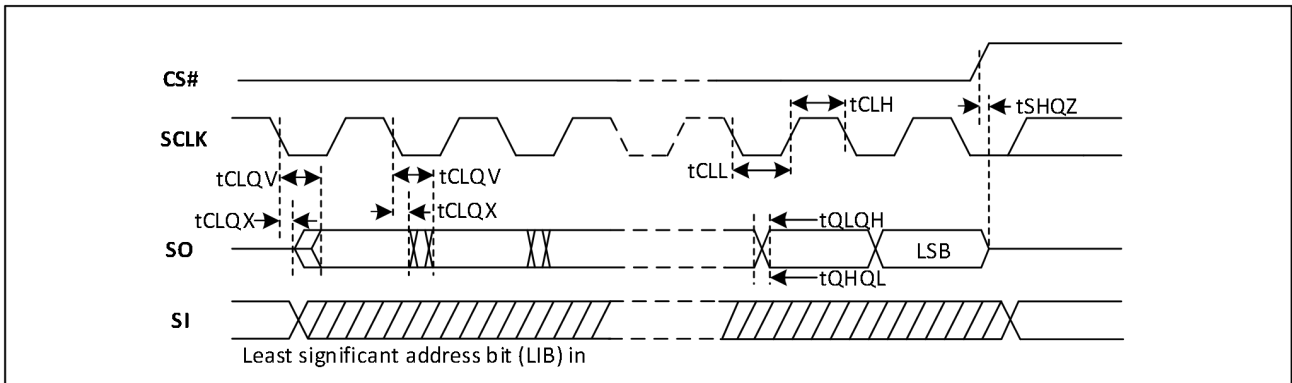 CS#
tCLH
tSHQZ
SCLK
tCLL
tCLQV
tCLQV
tCLQX
tCLQX
tQLQH
SO
LSB
tQHQL
SI
Least significant address bit (LIB) in